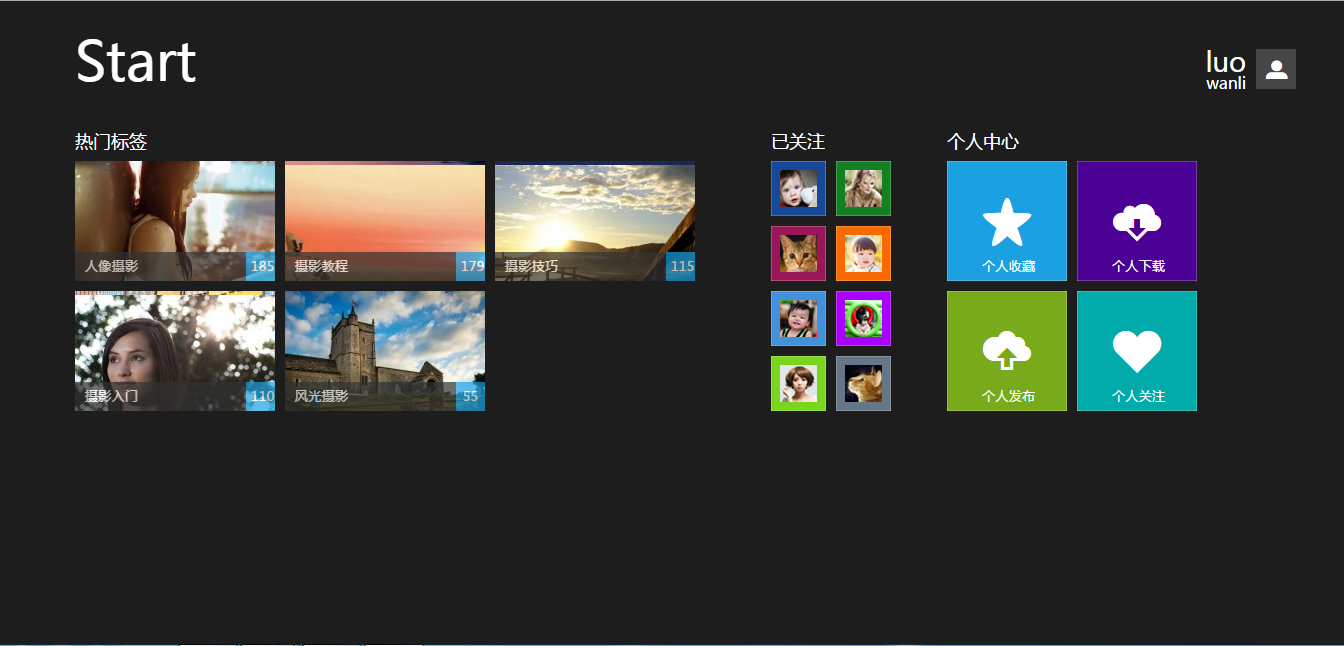 Start
luo
wanli
热门标签
已关注
个人中心
人像摄影 185
摄影教程 179
摄影技巧 115
个人收藏
个人下载
摄影入门 110
风光摄影 55
个人发布
个人关注